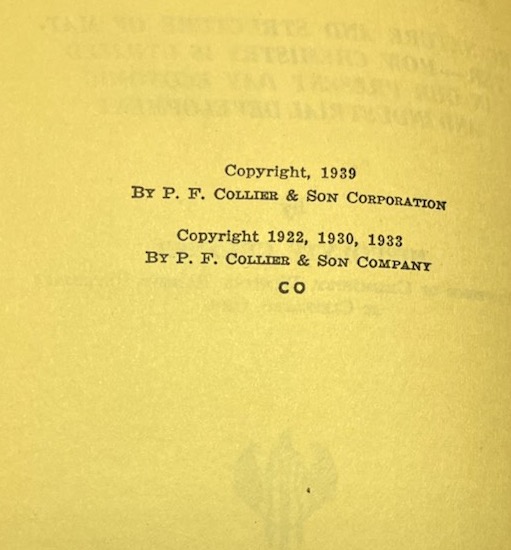 Copyright, 1939
By P. F. Collier & Son Corporation
Copyright 1922, 1930, 1933
By P. F. Collier & Son Company
CO